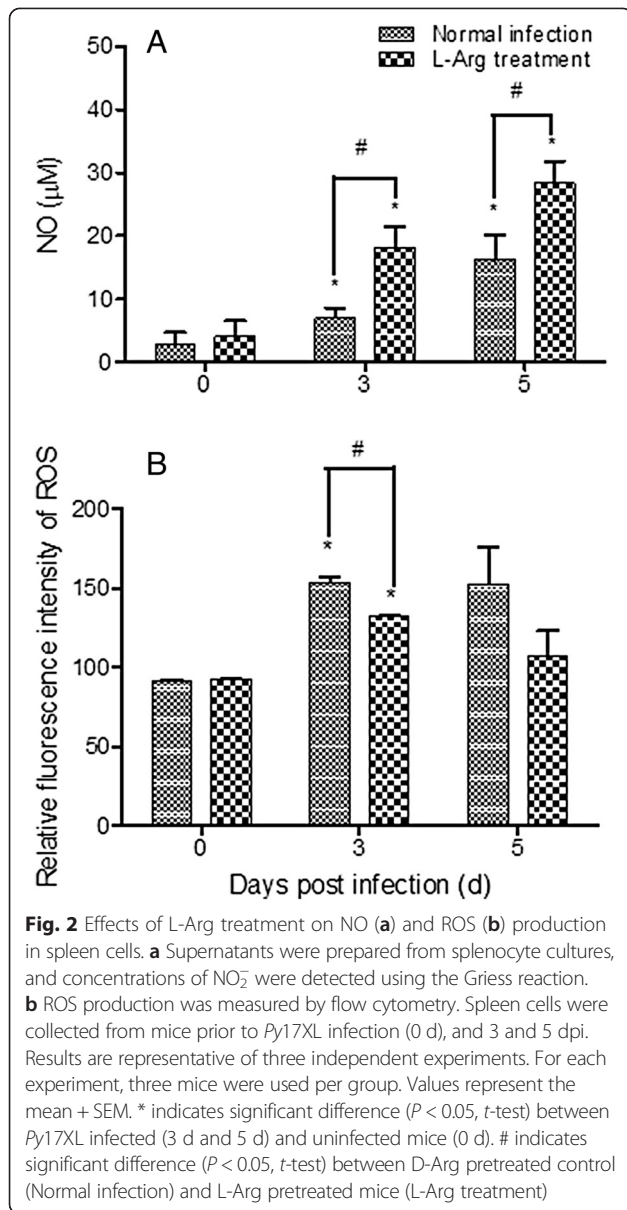 A
Normal infection
L-Arg treatment
50
40
30
20
10
0
NO (μM)
#
#
*
*
*
*
0
3
5
B
#
200
150
100
50
0
Relative fluorescence intensity of ROS
*
*
0
3
5
Days post infection (d)
Fig. 2 Effects of L-Arg treatment on NO (a) and ROS (b) production
in spleen cells. a Supernatants were prepared from splenocyte cultures,
and concentrations of NO₂⁻ were detected using the Griess reaction.
b ROS production was measured by flow cytometry. Spleen cells were
collected from mice prior to Py17XL infection (0 d), and 3 and 5 dpi.
Results are representative of three independent experiments. For each
experiment, three mice were used per group. Values represent the
mean + SEM. * indicates significant difference (P < 0.05, t-test) between
Py17XL infected (3 d and 5 d) and uninfected mice (0 d). # indicates
significant difference (P < 0.05, t-test) between D-Arg pretreated control
(Normal infection) and L-Arg pretreated mice (L-Arg treatment)